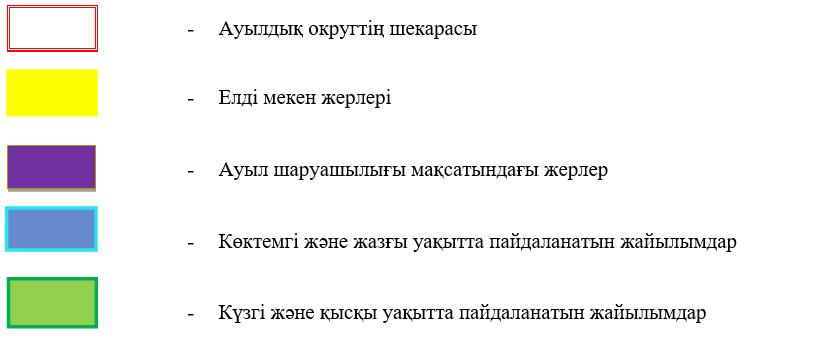 - Ауылдық округтің шекарасы
- Елді мекен жерлері
- Ауыл шаруашылығы мақсатындағы жерлер
- Көктемгі және жазғы уақытта пайдаланатын жайылымдар
- Күзгі және қысқы уақытта пайдаланатын жайылымдар